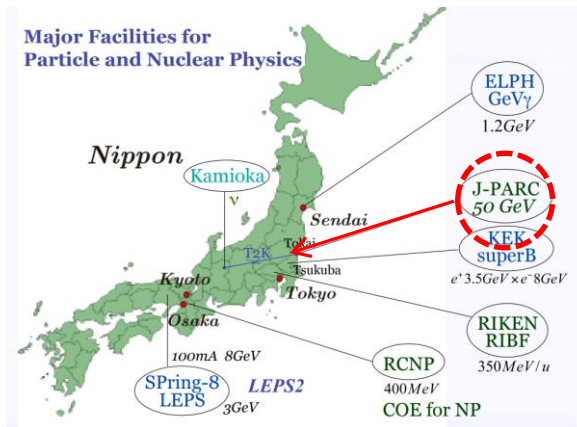 Major Facilities for
Particle and Nuclear Physics
ELPH
GeVγ
1.2GeV
Nippon
Kamioka
ν
J-PARC
50 GeV
Sendai
Tokai
T2K
KEK
superB
Tsukuba
e⁺3.5GeV × e⁻8GeV
Kyoto
Tokyo
Osaka
RIKEN
RIBF
350MeV / u
100mA 8GeV
SPring-8
LEPS
3GeV
LEPS2
RCNP
400MeV
COE for NP